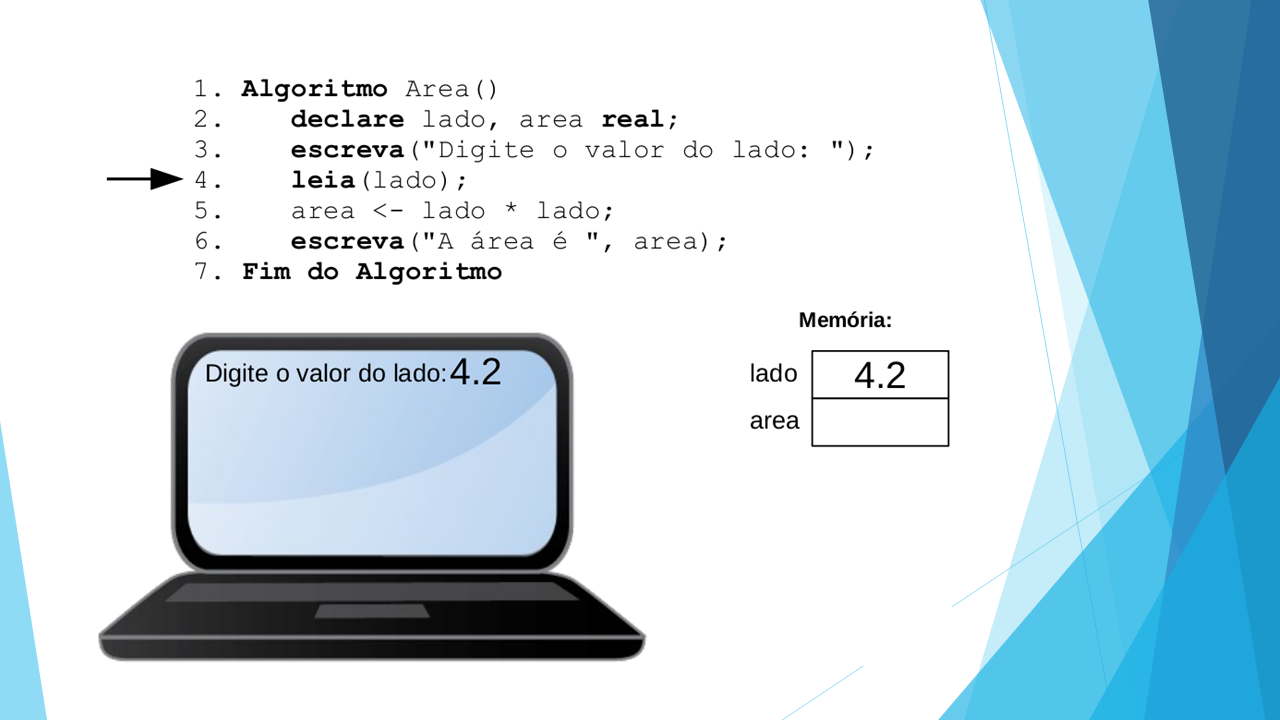 1. Algoritmo Area()
2. declare lado, area real;
3. escreva("Digite o valor do lado: ");
4. leia(lado);
5. area <- lado * lado;
6. escreva("A área é ", area);
7. Fim do Algoritmo
Memória:
Digite o valor do lado: 4.2
lado 4.2
area